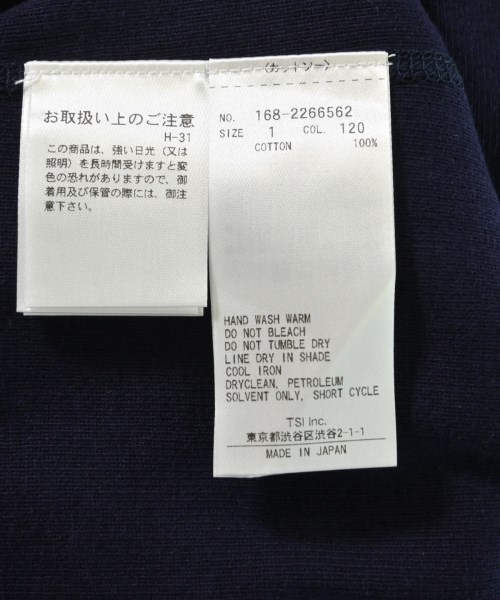 お取扱い上のご注意
H-31
この商品は、強い日光（又は
照明）を長時間受けますと変
色の恐れがありますので、御
着用及び保管の際には、御注
意下さい。
(カットソー)
NO. 168-2266562
SIZE 1 COL. 120
COTTON 100%
HAND WASH WARM
DO NOT BLEACH
DO NOT TUMBLE DRY
LINE DRY IN SHADE
COOL IRON
DRYCLEAN, PETROLEUM
SOLVENT ONLY, SHORT CYCLE
TSI Inc.
東京都渋谷区渋谷2-1-1
MADE IN JAPAN